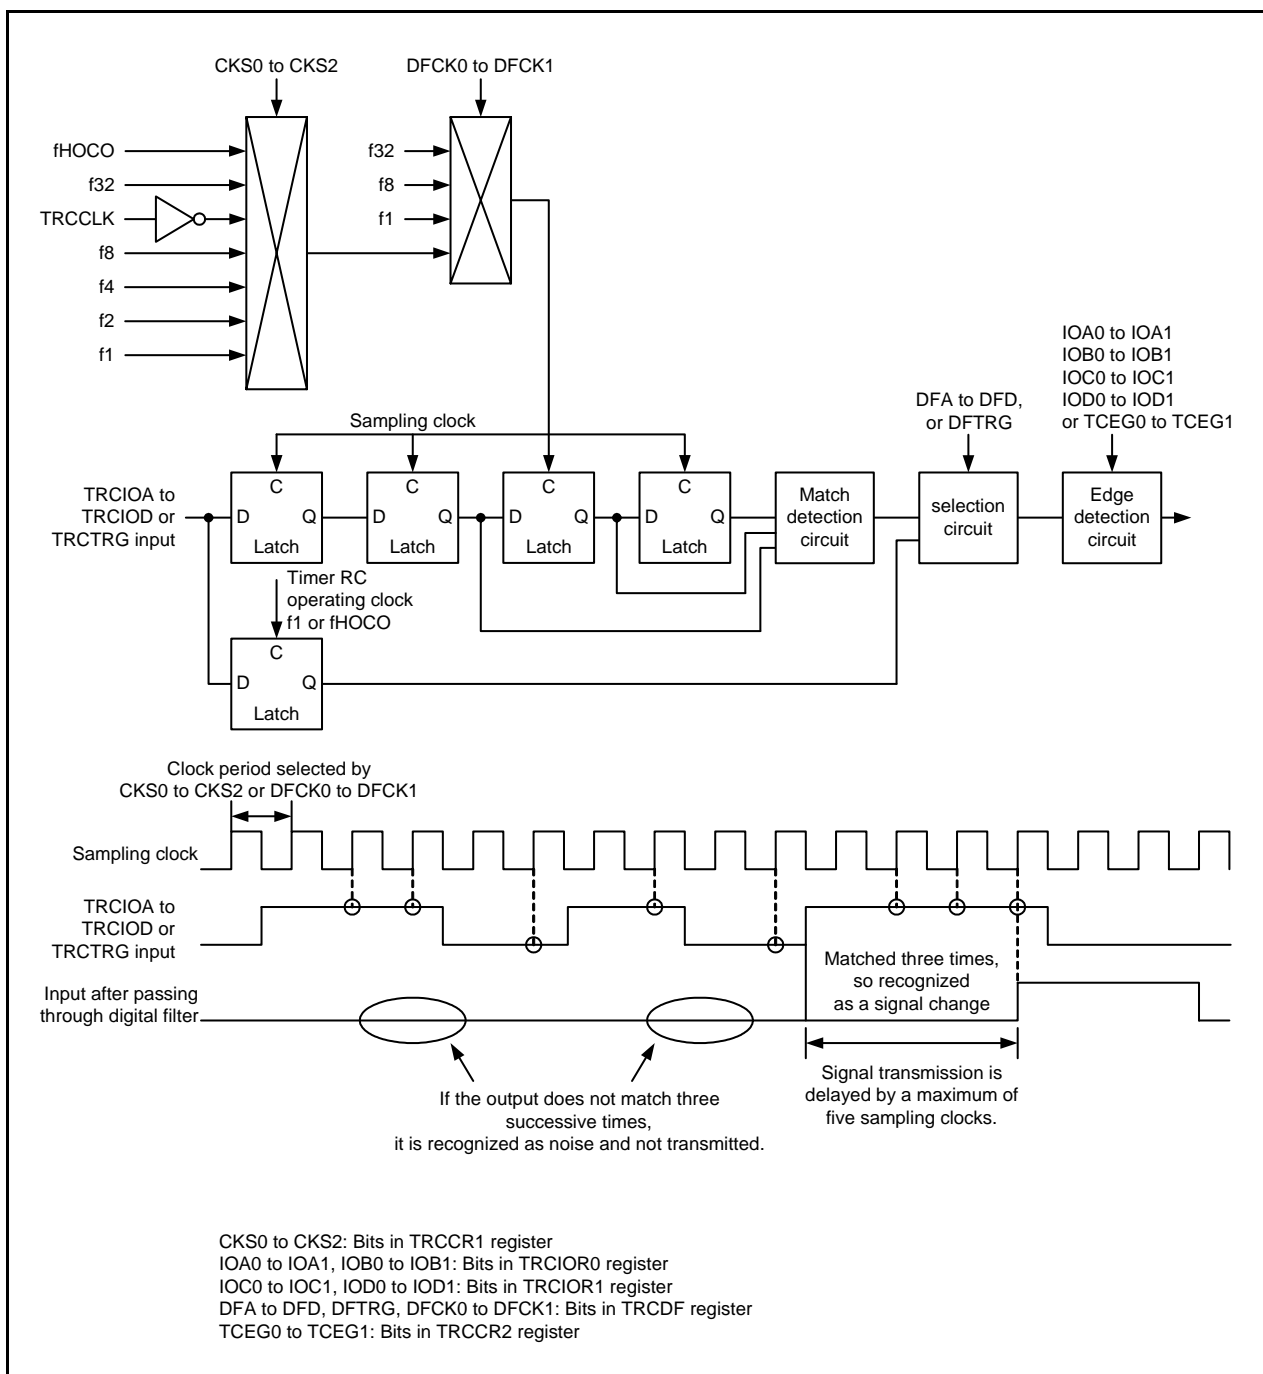 CKS0 to CKS2
DFCK0 to DFCK1
fHOCO
f32
TRCCLK
f8
f4
f2
f1
f32
f8
f1
IOA0 to IOA1
IOB0 to IOB1
IOC0 to IOC1
IOD0 to IOD1
or TCEG0 to TCEG1
DFA to DFD,
or DFTRG
Sampling clock
TRCIOA to
TRCIOD or
TRCTRG input
C
D
Q
Latch
C
D
Q
Latch
C
D
Q
Latch
C
D
Q
Latch
Match
detection
circuit
selection
circuit
Edge
detection
circuit
Timer RC
operating clock
f1 or fHOCO
C
D
Q
Latch
Clock period selected by
CKS0 to CKS2 or DFCK0 to DFCK1
Sampling clock
TRCIOA to
TRCIOD or
TRCTRG input
Matched three times,
so recognized
as a signal change
Input after passing
through digital filter
If the output does not match three
successive times,
it is recognized as noise and not transmitted.
Signal transmission is
delayed by a maximum of
five sampling clocks.
CKS0 to CKS2: Bits in TRCCR1 register
IOA0 to IOA1, IOB0 to IOB1: Bits in TRCIOR0 register
IOC0 to IOC1, IOD0 to IOD1: Bits in TRCIOR1 register
DFA to DFD, DFTRG, DFCK0 to DFCK1: Bits in TRCDF register
TCEG0 to TCEG1: Bits in TRCCR2 register